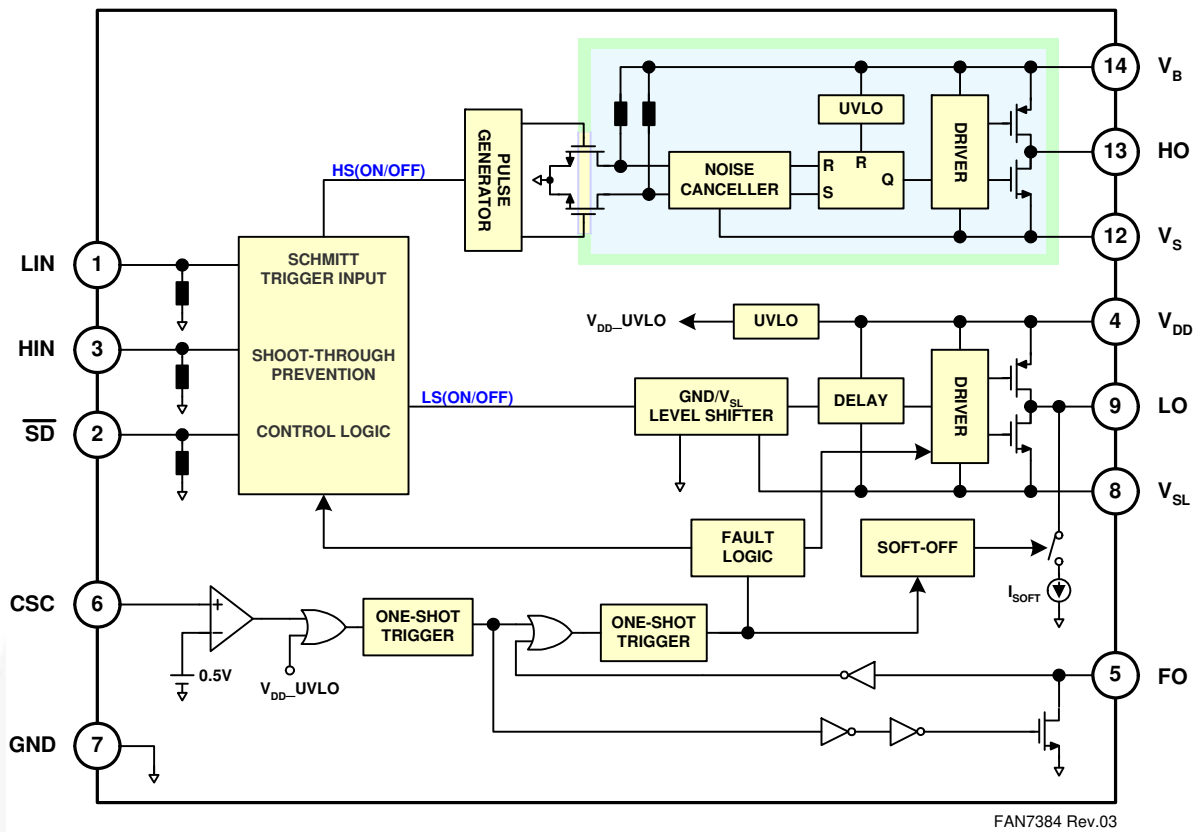 14
V_B
UVLO
PULSE
GENERATOR
DRIVER
13
HO
NOISE
CANCELLER
R
R
S
Q
HS(ON/OFF)
12
V_S
LIN
1
SCHMITT
TRIGGER INPUT
V_DD_UVLO
UVLO
4
V_DD
HIN
3
SHOOT-THROUGH
PREVENTION
LS(ON/OFF)
GND/V_SL
LEVEL SHIFTER
DELAY
DRIVER
9
LO
SD
2
CONTROL LOGIC
8
V_SL
FAULT
LOGIC
SOFT-OFF
CSC
6
+
−
ONE-SHOT
TRIGGER
ONE-SHOT
TRIGGER
I_SOFT
0.5V
V_DD_UVLO
5
FO
GND
7
FAN7384 Rev.03